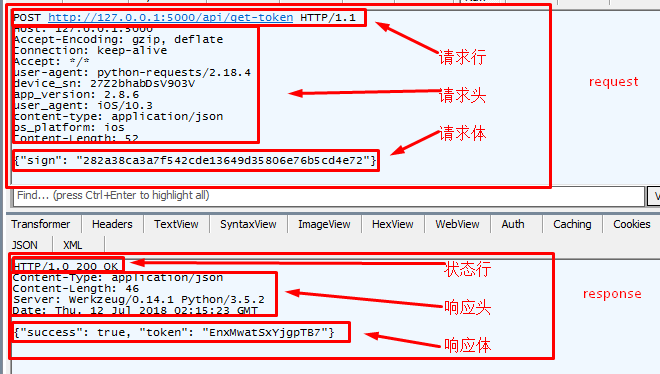 POST http://127.0.0.1:5000/api/get-token HTTP/1.1
请求行
Host: 127.0.0.1:5000
Accept-Encoding: gzip, deflate
Connection: keep-alive
Accept: */*
user-agent: python-requests/2.18.4
device_sn: 27Z2bhabDsV903V
app_version: 2.8.6
user_agent: iOS/10.3
content-type: application/json
os_platform: ios
Content-Length: 52
请求头
request
请求体
{"sign": "282a38ca3a7f542cde13649d35806e76b5cd4e72"}
Find... (press Ctrl+Enter to highlight all)
V
Transformer Headers TextView SyntaxView ImageView HexView WebView Auth Caching Cookies
JSON XML
HTTP/1.0 200 OK
状态行
Content-Type: application/json
Content-Length: 46
Server: Werkzeug/0.14.1 Python/3.5.2
Date: Thu, 12 Jul 2018 02:15:23 GMT
响应头
response
{"success": true, "token": "EnxMwatSxYjgpTB7"}
响应体